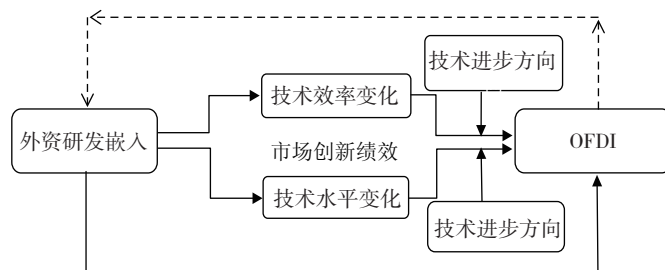 技术进步方向
技术效率变化
外资研发嵌入
市场创新绩效
OFDI
技术水平变化
技术进步方向